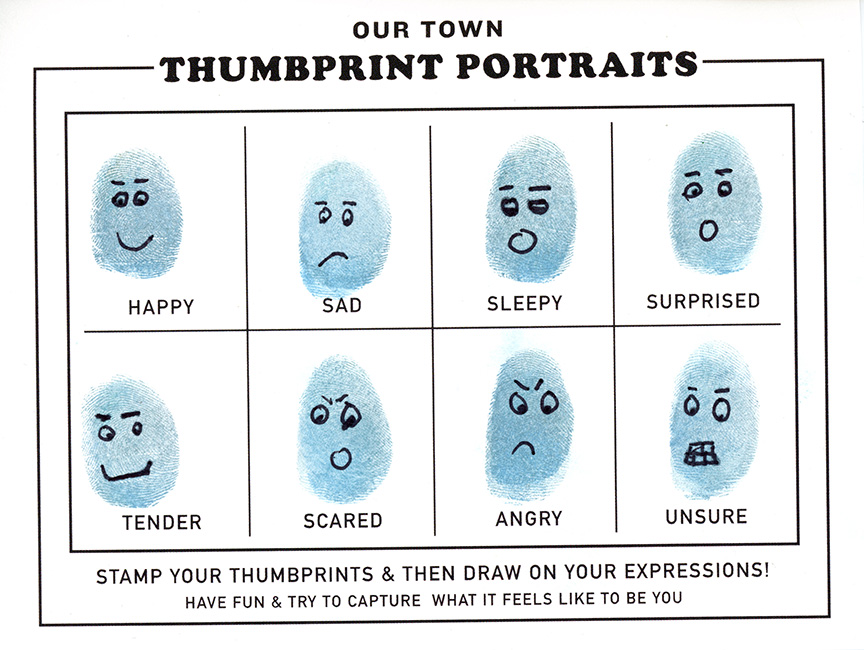 OUR TOWN
THUMBPRINT PORTRAITS
HAPPY
SAD
SLEEPY
SURPRISED
TENDER
SCARED
ANGRY
UNSURE
STAMP YOUR THUMBPRINTS & THEN DRAW ON YOUR EXPRESSIONS!
HAVE FUN & TRY TO CAPTURE WHAT IT FEELS LIKE TO BE YOU